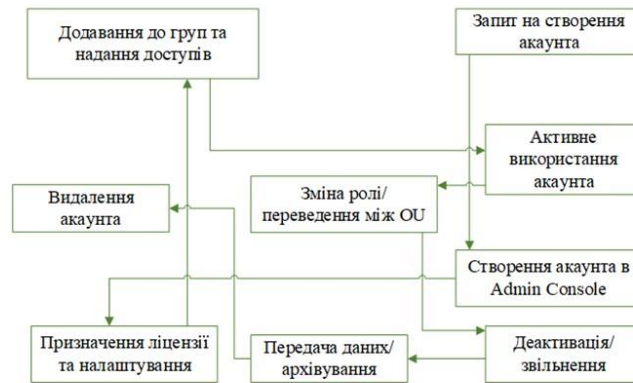 Додавання до груп та
надання доступів
Запит на створення
акаунта
Активне
використання
акаунта
Зміна ролі/
переведення між OU
Видалення
акаунта
Створення акаунта в
Admin Console
Призначення ліцензії
та налаштування
Передача даних/
архівування
Деактивація/
звільнення